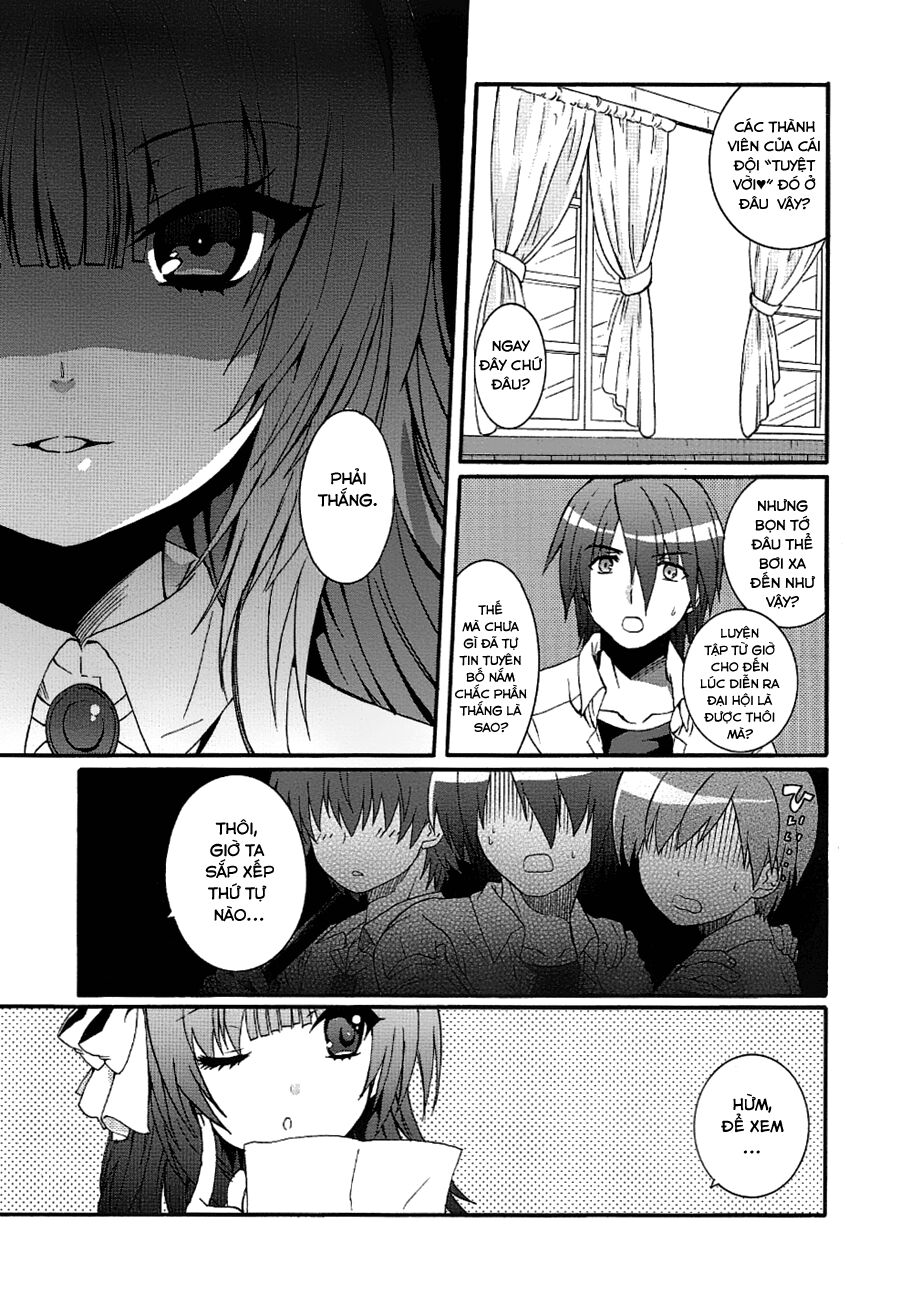 CÁC THÀNH
VIÊN CỦA CÁI
ĐỘI “TUYỆT
VỜI♥” ĐÓ Ở
ĐÂU VẬY?
NGAY
ĐÂY CHỨ
ĐÂU?
NHƯNG
BỌN TỚ
ĐÂU THỂ
BƠI XA
ĐẾN NHƯ
VẬY?
LUYỆN
TẬP TỪ GIỜ
CHO ĐẾN
LÚC DIỄN RA
ĐẠI HỘI LÀ
ĐƯỢC THÔI
MÀ?
THẾ
MÀ CHƯA
GÌ ĐÃ TỰ
TIN TUYÊN
BỐ NẮM
CHẮC PHẦN
THẮNG LÀ
SAO?
PHẢI
THẮNG.
THÔI,
GIỜ TA
SẮP XẾP
THỨ TỰ
NÀO...
HỪM,
ĐỂ XEM
...